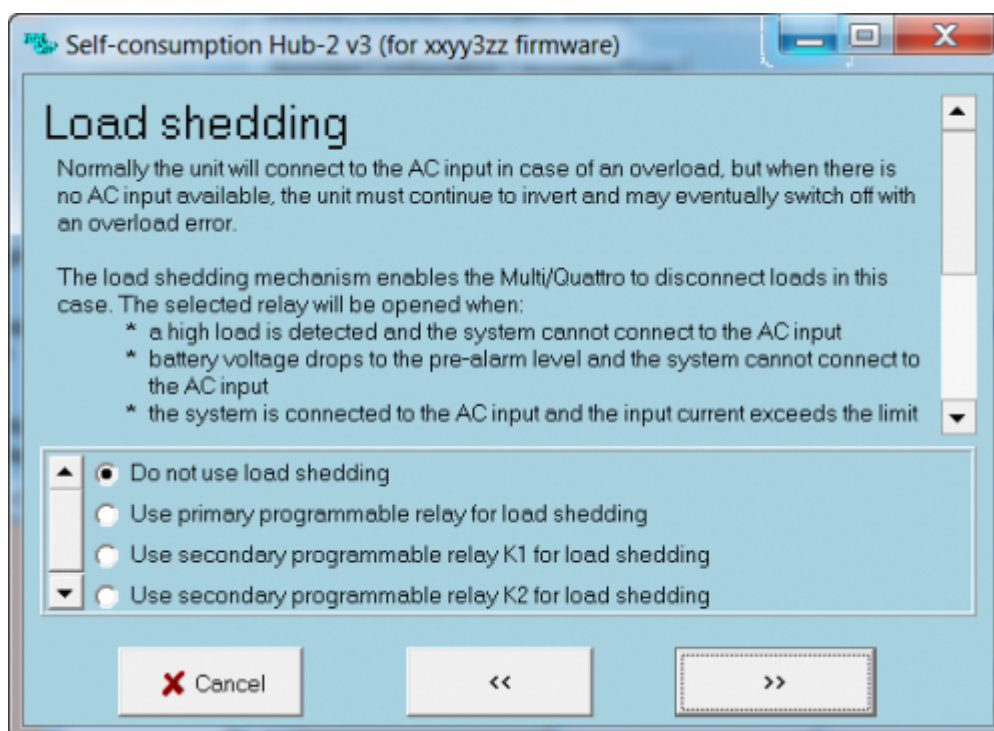 Self-consumption Hub-2 v3 (for xxyy3zz firmware)
Load shedding
Normally the unit will connect to the AC input in case of an overload, but when there is
no AC input available, the unit must continue to invert and may eventually switch off with
an overload error.
The load shedding mechanism enables the Multi/Quattro to disconnect loads in this
case. The selected relay will be opened when:
* a high load is detected and the system cannot connect to the AC input
* battery voltage drops to the pre-alarm level and the system cannot connect to
the AC input
* the system is connected to the AC input and the input current exceeds the limit
Do not use load shedding
Use primary programmable relay for load shedding
Use secondary programmable relay K1 for load shedding
Use secondary programmable relay K2 for load shedding
Cancel
<<
>>